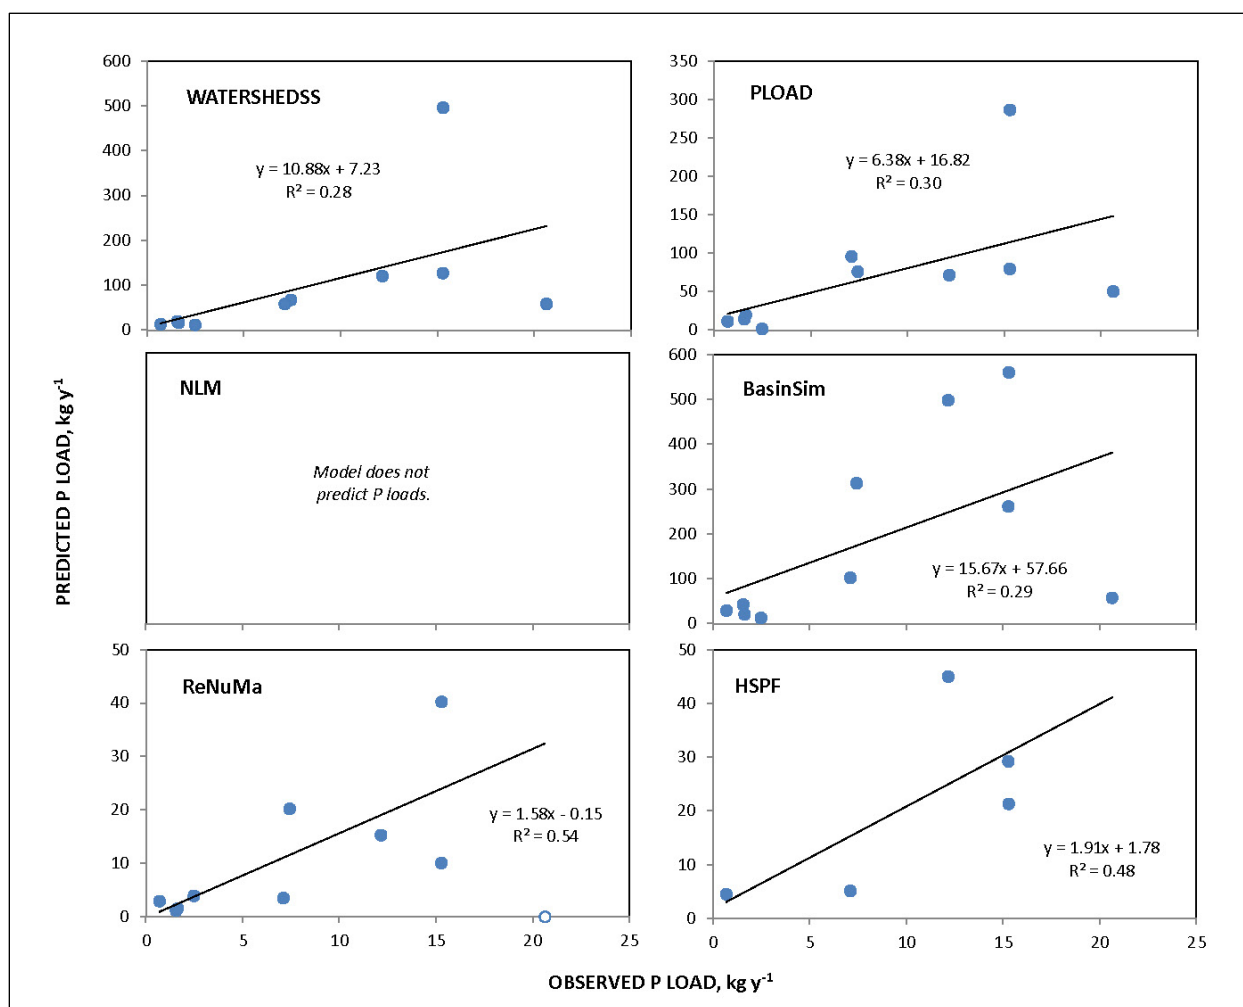 WATERSHEDSS
y = 10.88x + 7.23
R² = 0.28
600
500
400
300
200
100
0
PLOAD
y = 6.38x + 16.82
R² = 0.30
350
300
250
200
150
100
50
0
NLM
Model does not
predict P loads.
BasinSim
y = 15.67x + 57.66
R² = 0.29
600
500
400
300
200
100
0
ReNuMa
y = 1.58x - 0.15
R² = 0.54
50
40
30
20
10
0
0 5 10 15 20 25
HSPF
y = 1.91x + 1.78
R² = 0.48
50
40
30
20
10
0
0 5 10 15 20 25
PREDICTED P LOAD, kg y⁻¹
OBSERVED P LOAD, kg y⁻¹